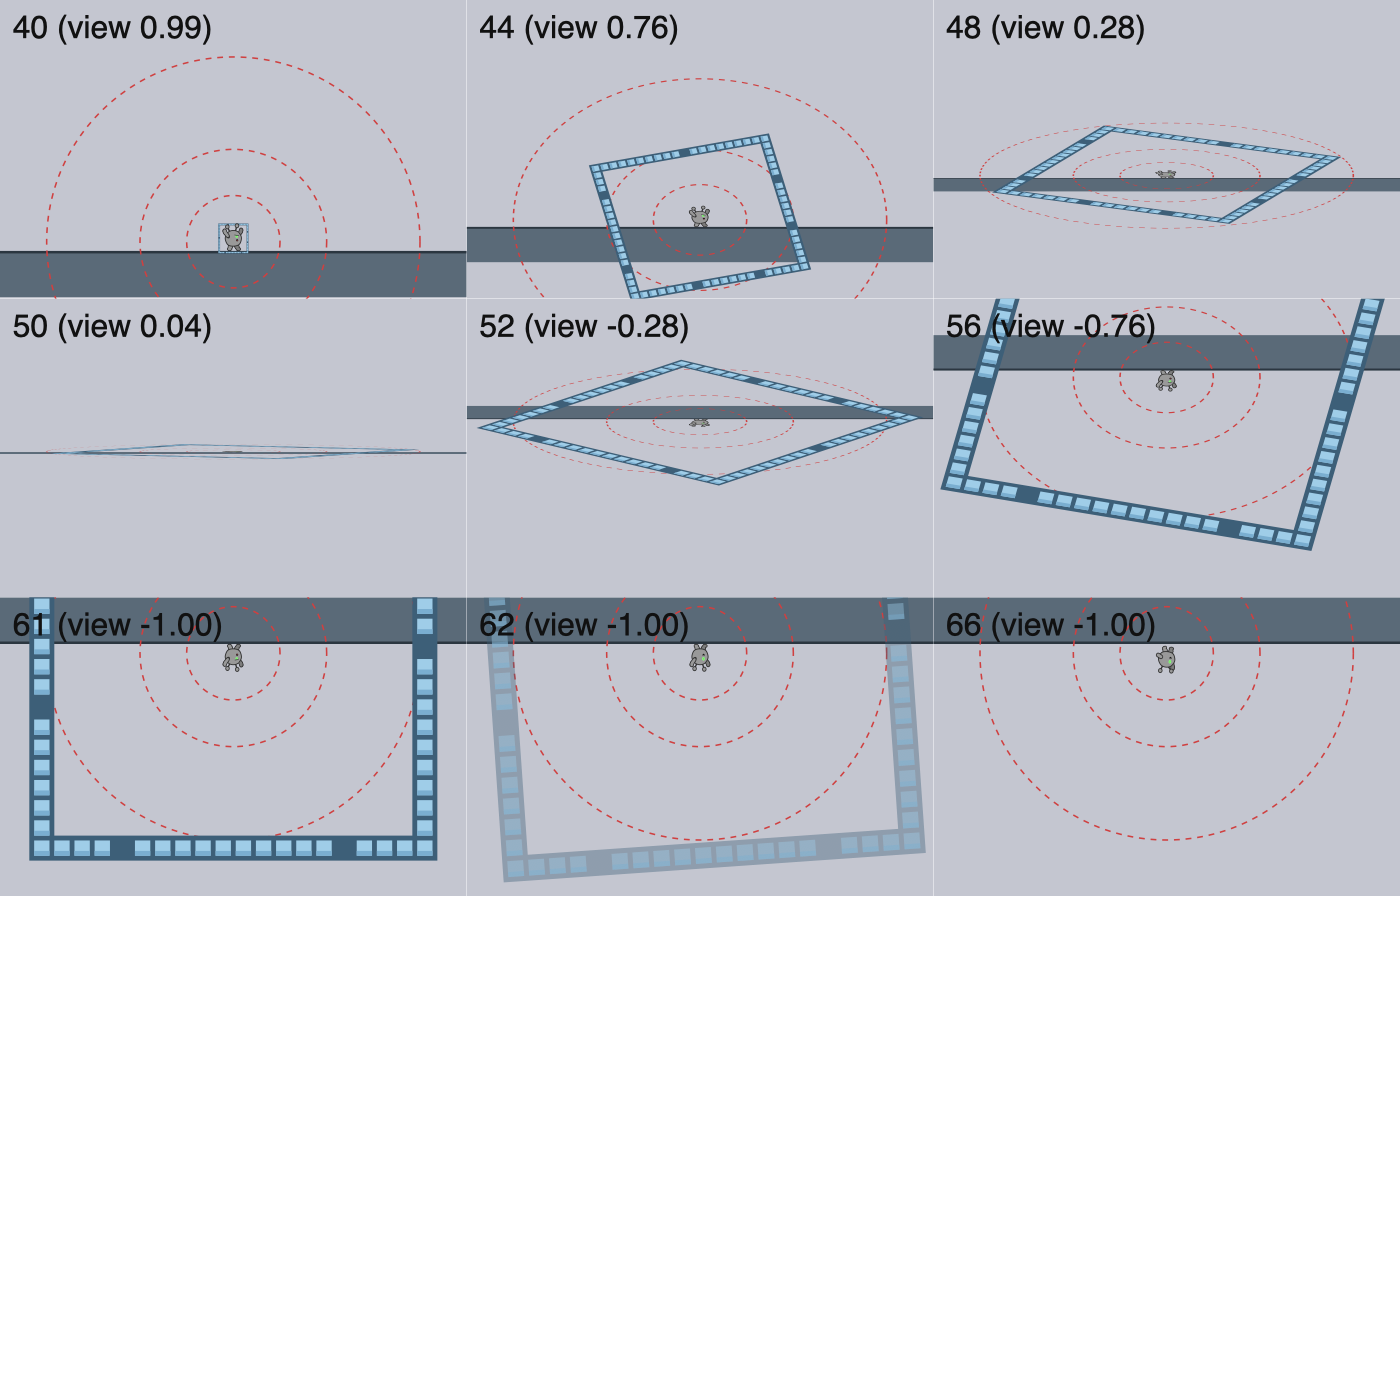 40 (view 0.99)
44 (view 0.76)
48 (view 0.28)
50 (view 0.04)
52 (view -0.28)
56 (view -0.76)
61 (view -1.00)
62 (view -1.00)
66 (view -1.00)